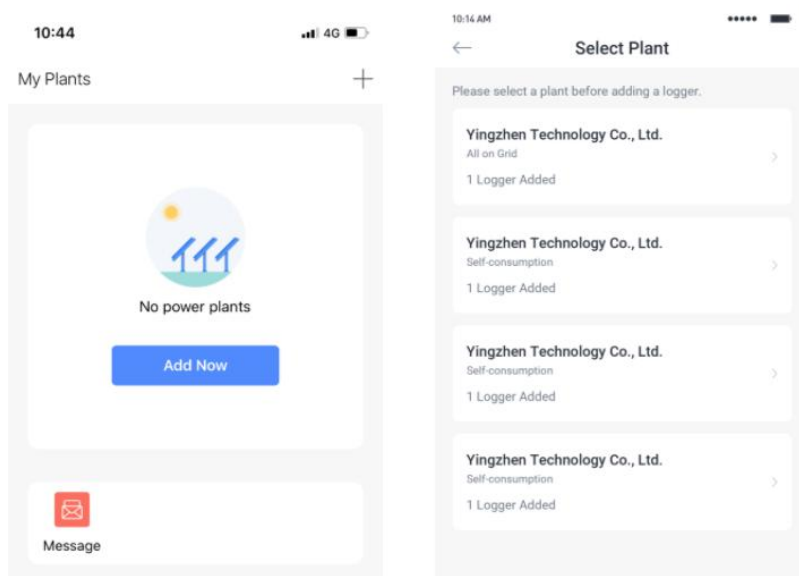 10:44
4G
My Plants
No power plants
Add Now
Message
10:14 AM
Select Plant
Please select a plant before adding a logger.
Yingzhen Technology Co., Ltd.
All on Grid
1 Logger Added
Yingzhen Technology Co., Ltd.
Self-consumption
1 Logger Added
Yingzhen Technology Co., Ltd.
Self-consumption
1 Logger Added
Yingzhen Technology Co., Ltd.
Self-consumption
1 Logger Added